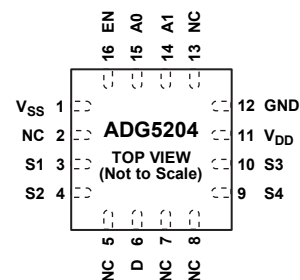 16 EN
15 A0
14 A1
13 NC
VSS 1
NC 2
S1 3
S2 4
ADG5204
TOP VIEW
(Not to Scale)
12 GND
11 VDD
10 S3
9 S4
NC 5
D 6
NC 7
NC 8